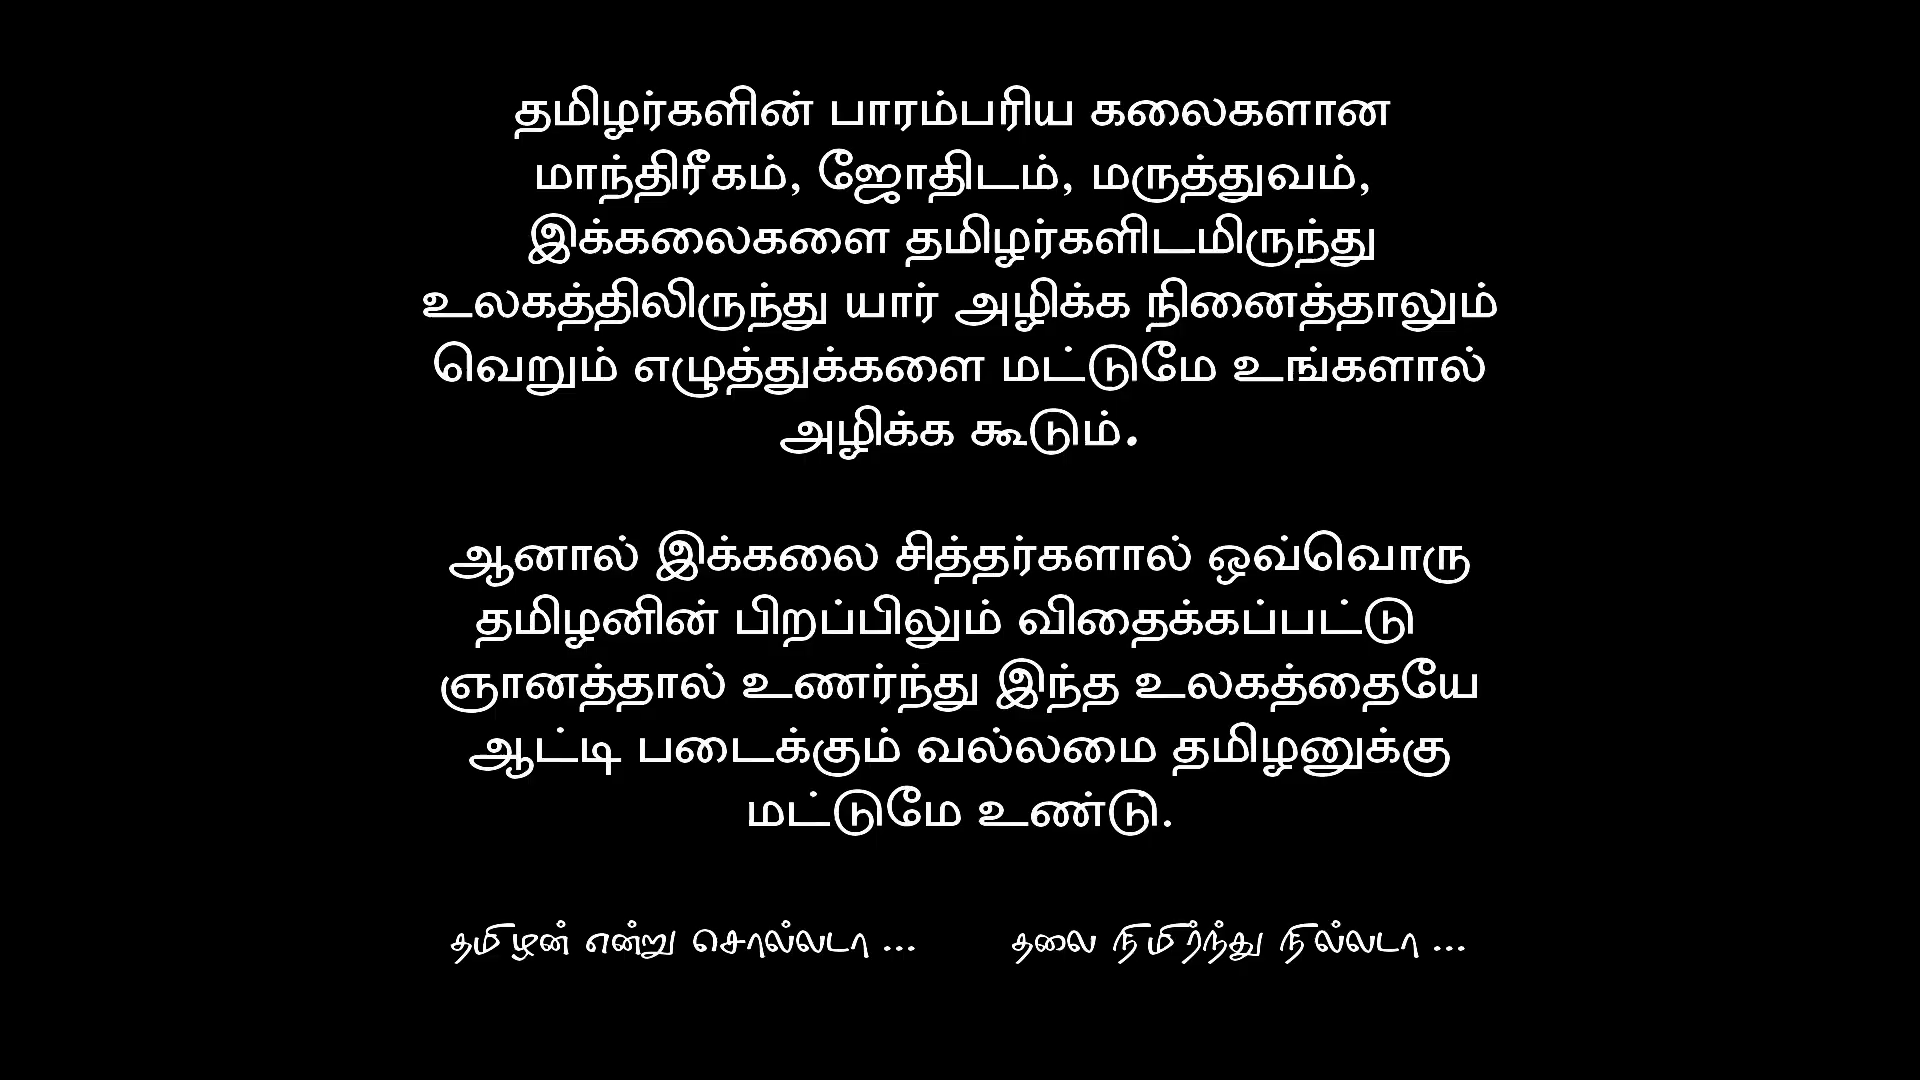 தமிழர்களின் பாரம்பரிய கலைகளான
மாந்திரீகம், ஜோதிடம், மருத்துவம்,
இக்கலைகளை தமிழர்களிடமிருந்து
உலகத்திலிருந்து யார் அழிக்க நினைத்தாலும்
வெறும் எழுத்துக்களை மட்டுமே உங்களால்
அழிக்க கூடும்.
ஆனால் இக்கலை சித்தர்களால் ஒவ்வொரு
தமிழனின் பிறப்பிலும் விதைக்கப்பட்டு
ஞானத்தால் உணர்ந்து இந்த உலகத்தையே
ஆட்டி படைக்கும் வல்லமை தமிழனுக்கு
மட்டுமே உண்டு.
தமிழன் என்று சொல்லடா ... தலை நிமிர்ந்து நில்லடா ...